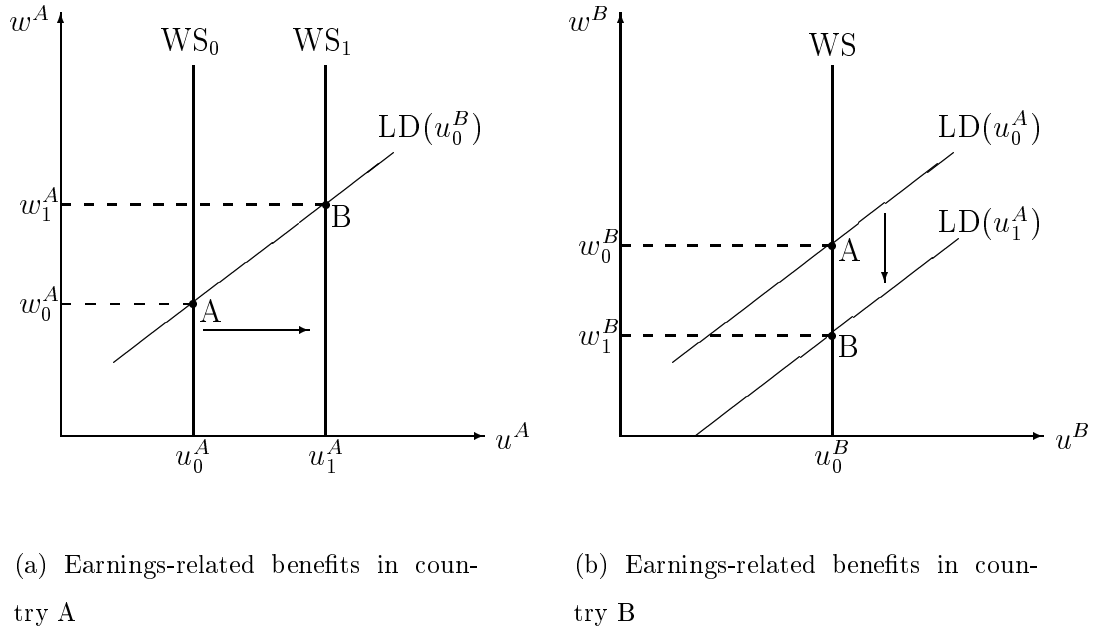 w^A
WS_0
WS_1
LD(u_0^B)
w_1^A
B
w_0^A
A
u^A
u_0^A
u_1^A
(a) Earnings-related benefits in coun-
try A
w^B
WS
LD(u_0^A)
LD(u_1^A)
w_0^B
A
w_1^B
B
u^B
u_0^B
(b) Earnings-related benefits in coun-
try B